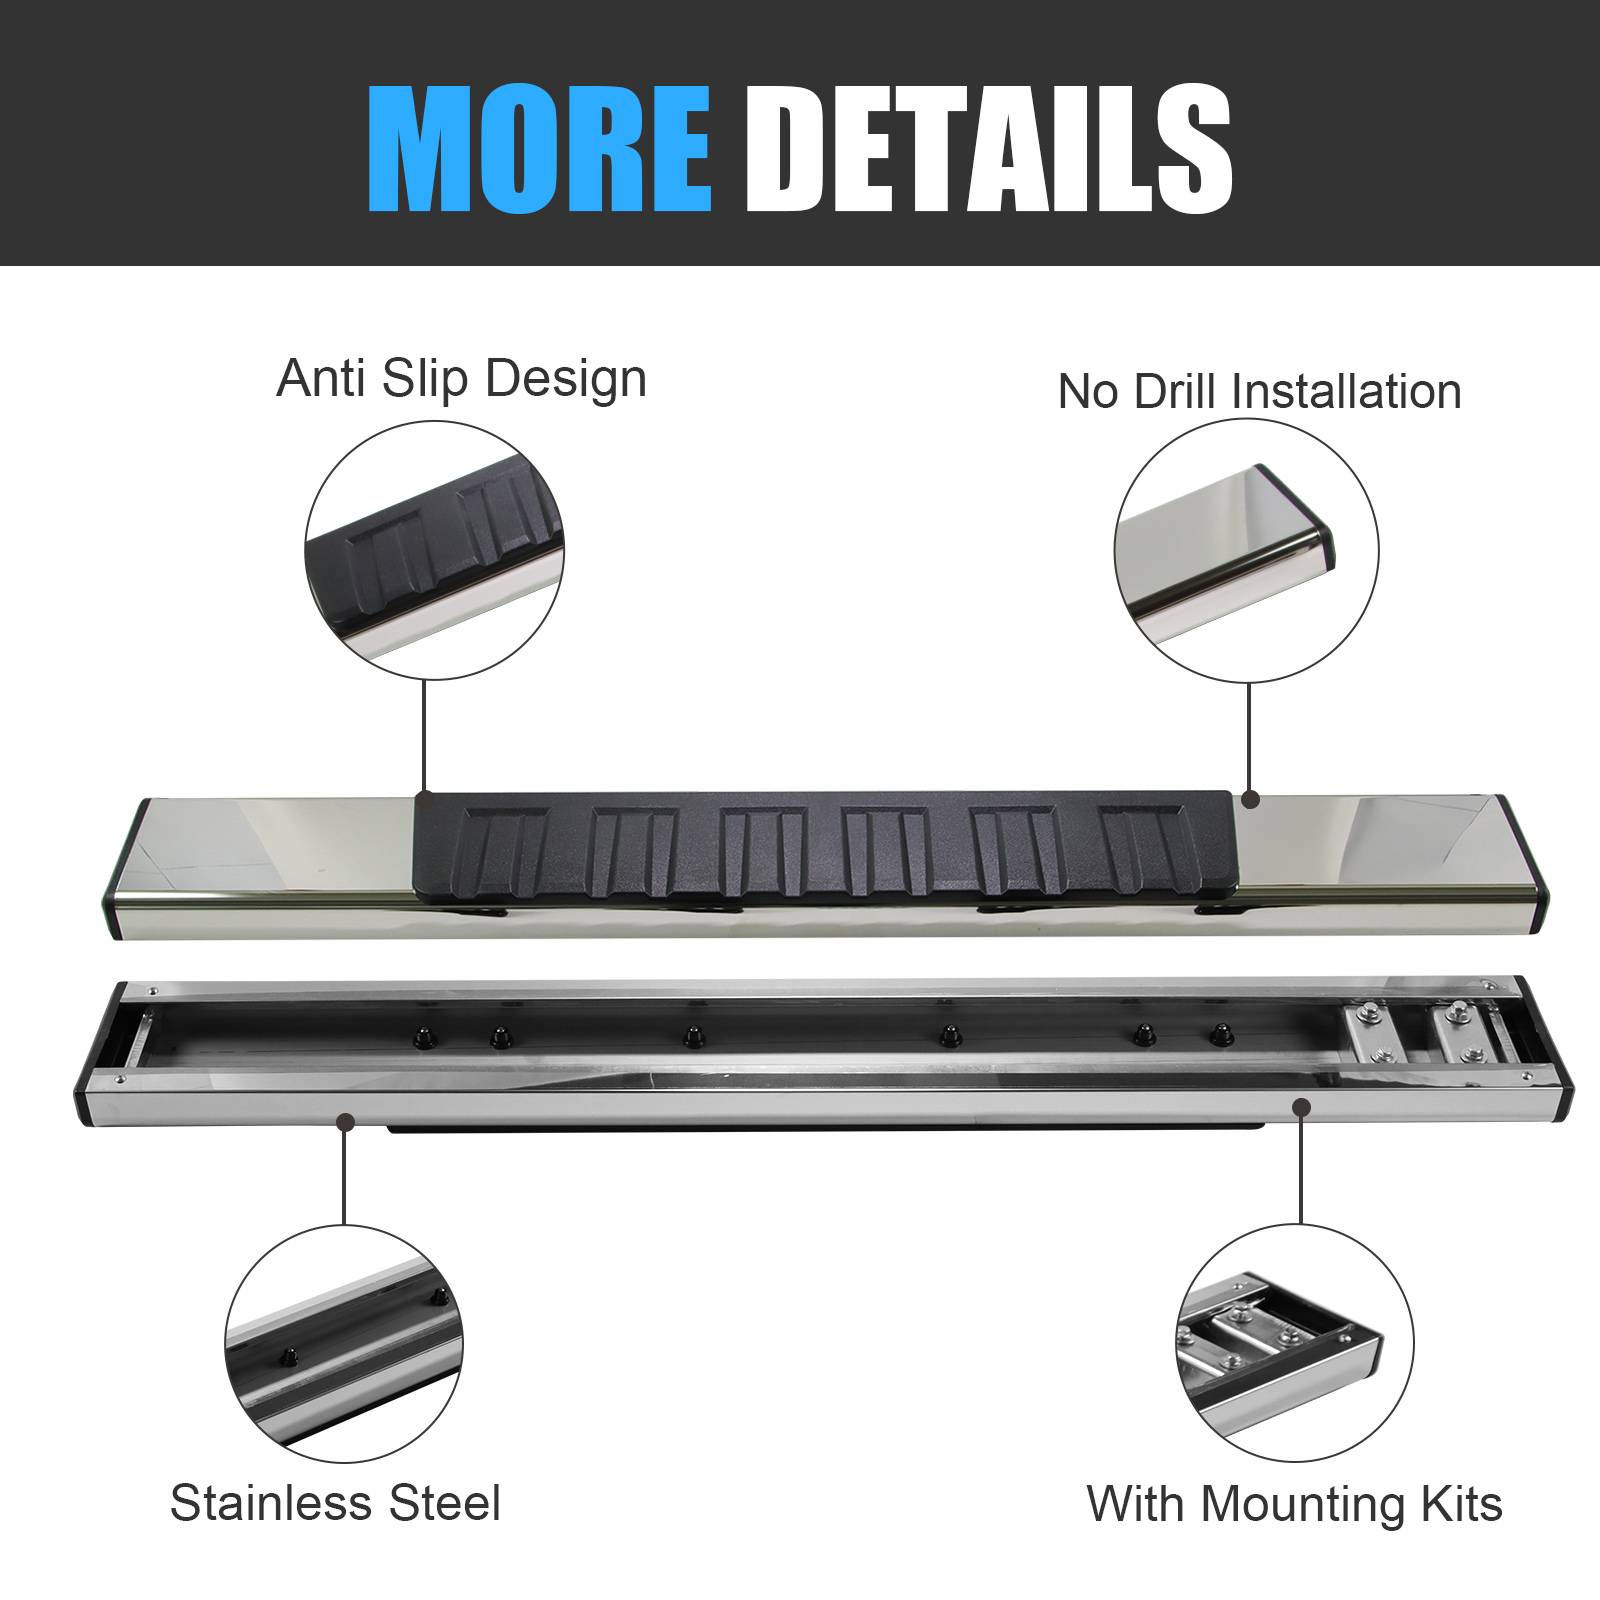 MORE DETAILS
Anti Slip Design
No Drill Installation
Stainless Steel
With Mounting Kits